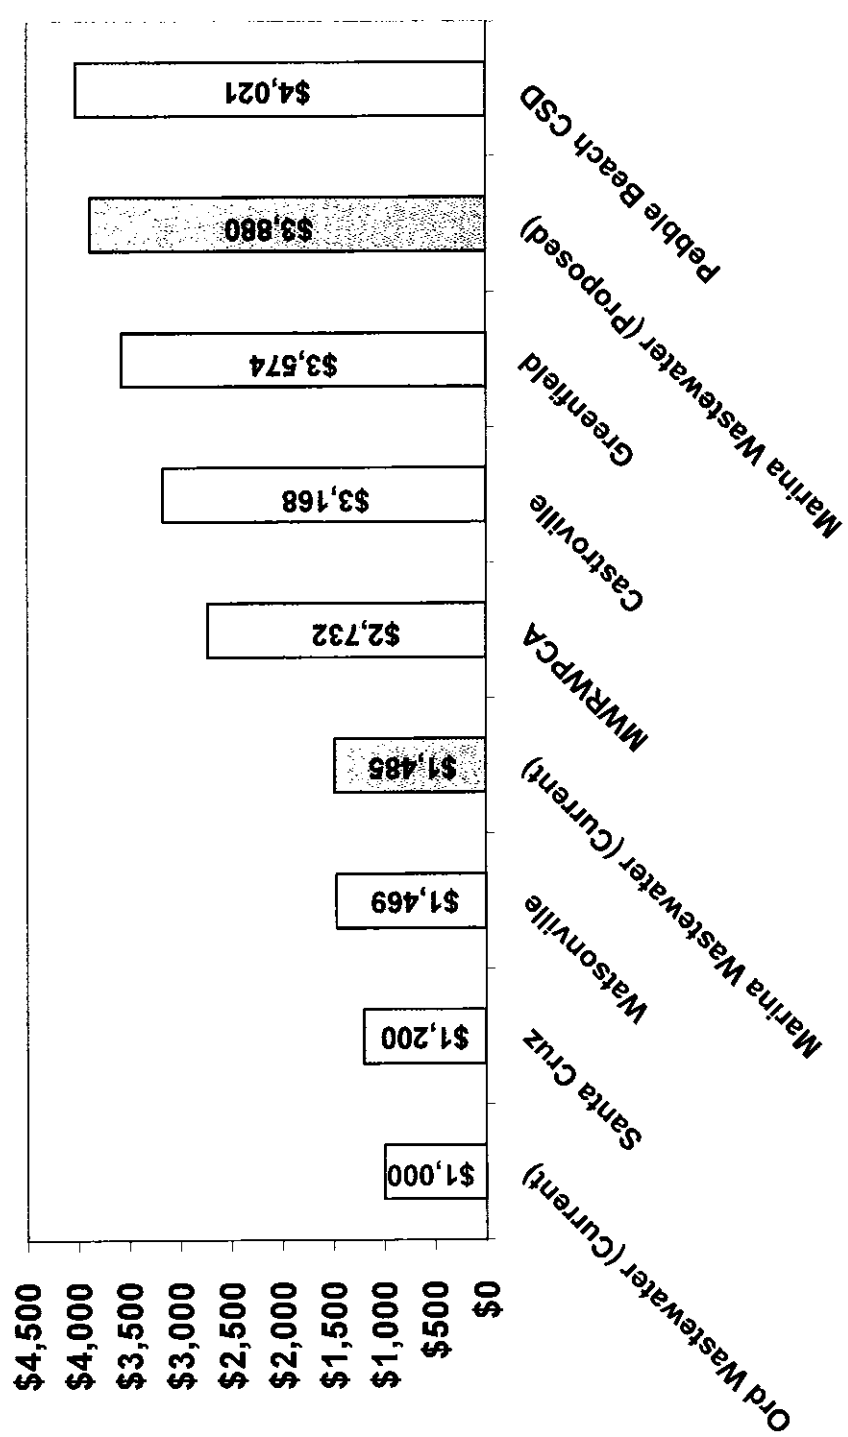 $4,500
$4,000
$3,500
$3,000
$2,500
$2,000
$1,500
$1,000
$500
$0
$1,000
$1,200
$1,469
$1,485
$2,732
$3,168
$3,574
$3,880
$4,021
Ord Wastewater (Current)
Santa Cruz
Watsonville
Marina Wastewater (Current)
MWRWPCA
Castroville
Greenfield
Marina Wastewater (Proposed)
Pebble Beach CSD